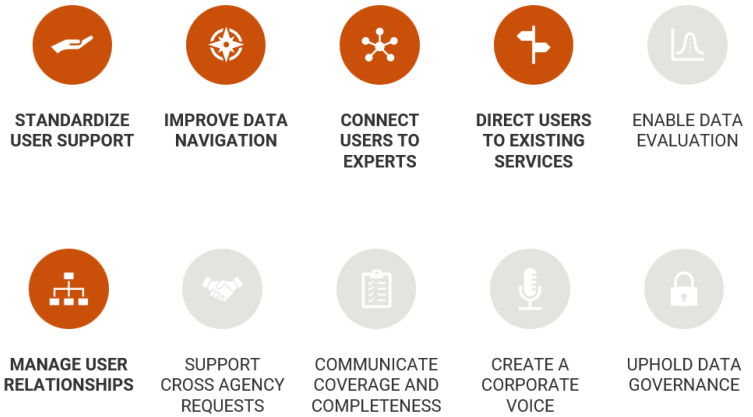 STANDARDIZE
USER SUPPORT
IMPROVE DATA
NAVIGATION
CONNECT
USERS TO
EXPERTS
DIRECT USERS
TO EXISTING
SERVICES
ENABLE DATA
EVALUATION
MANAGE USER
RELATIONSHIPS
SUPPORT
CROSS AGENCY
REQUESTS
COMMUNICATE
COVERAGE AND
COMPLETENESS
CREATE A
CORPORATE
VOICE
UPHOLD DATA
GOVERNANCE